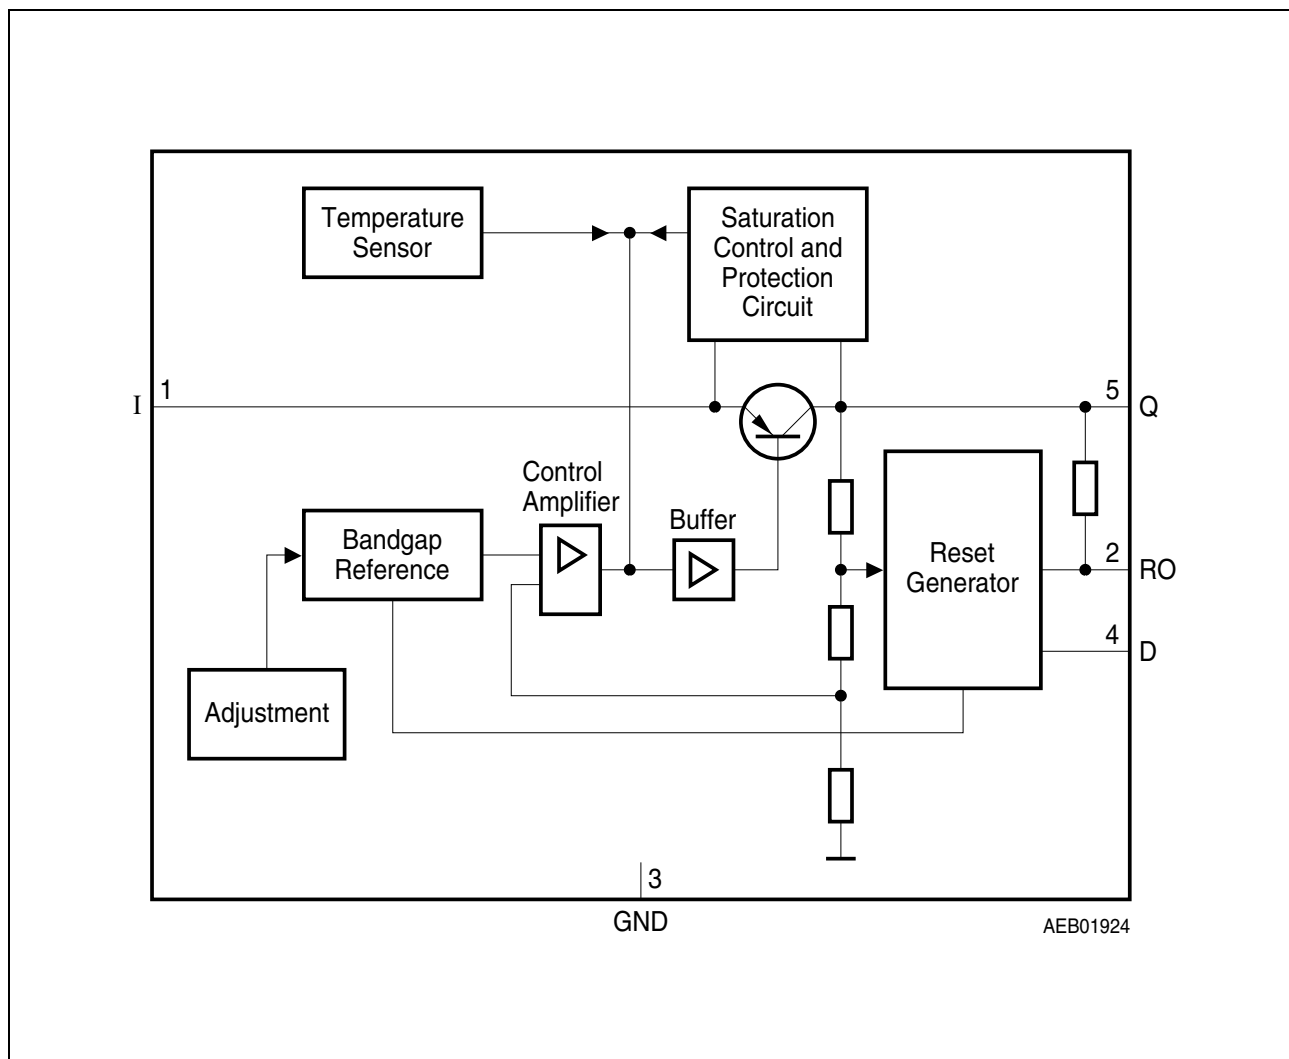 Temperature
Sensor
Saturation
Control and
Protection
Circuit
I
1
5
Q
Control
Amplifier
Buffer
Bandgap
Reference
Reset
Generator
2
RO
4
D
Adjustment
3
GND
AEB01924